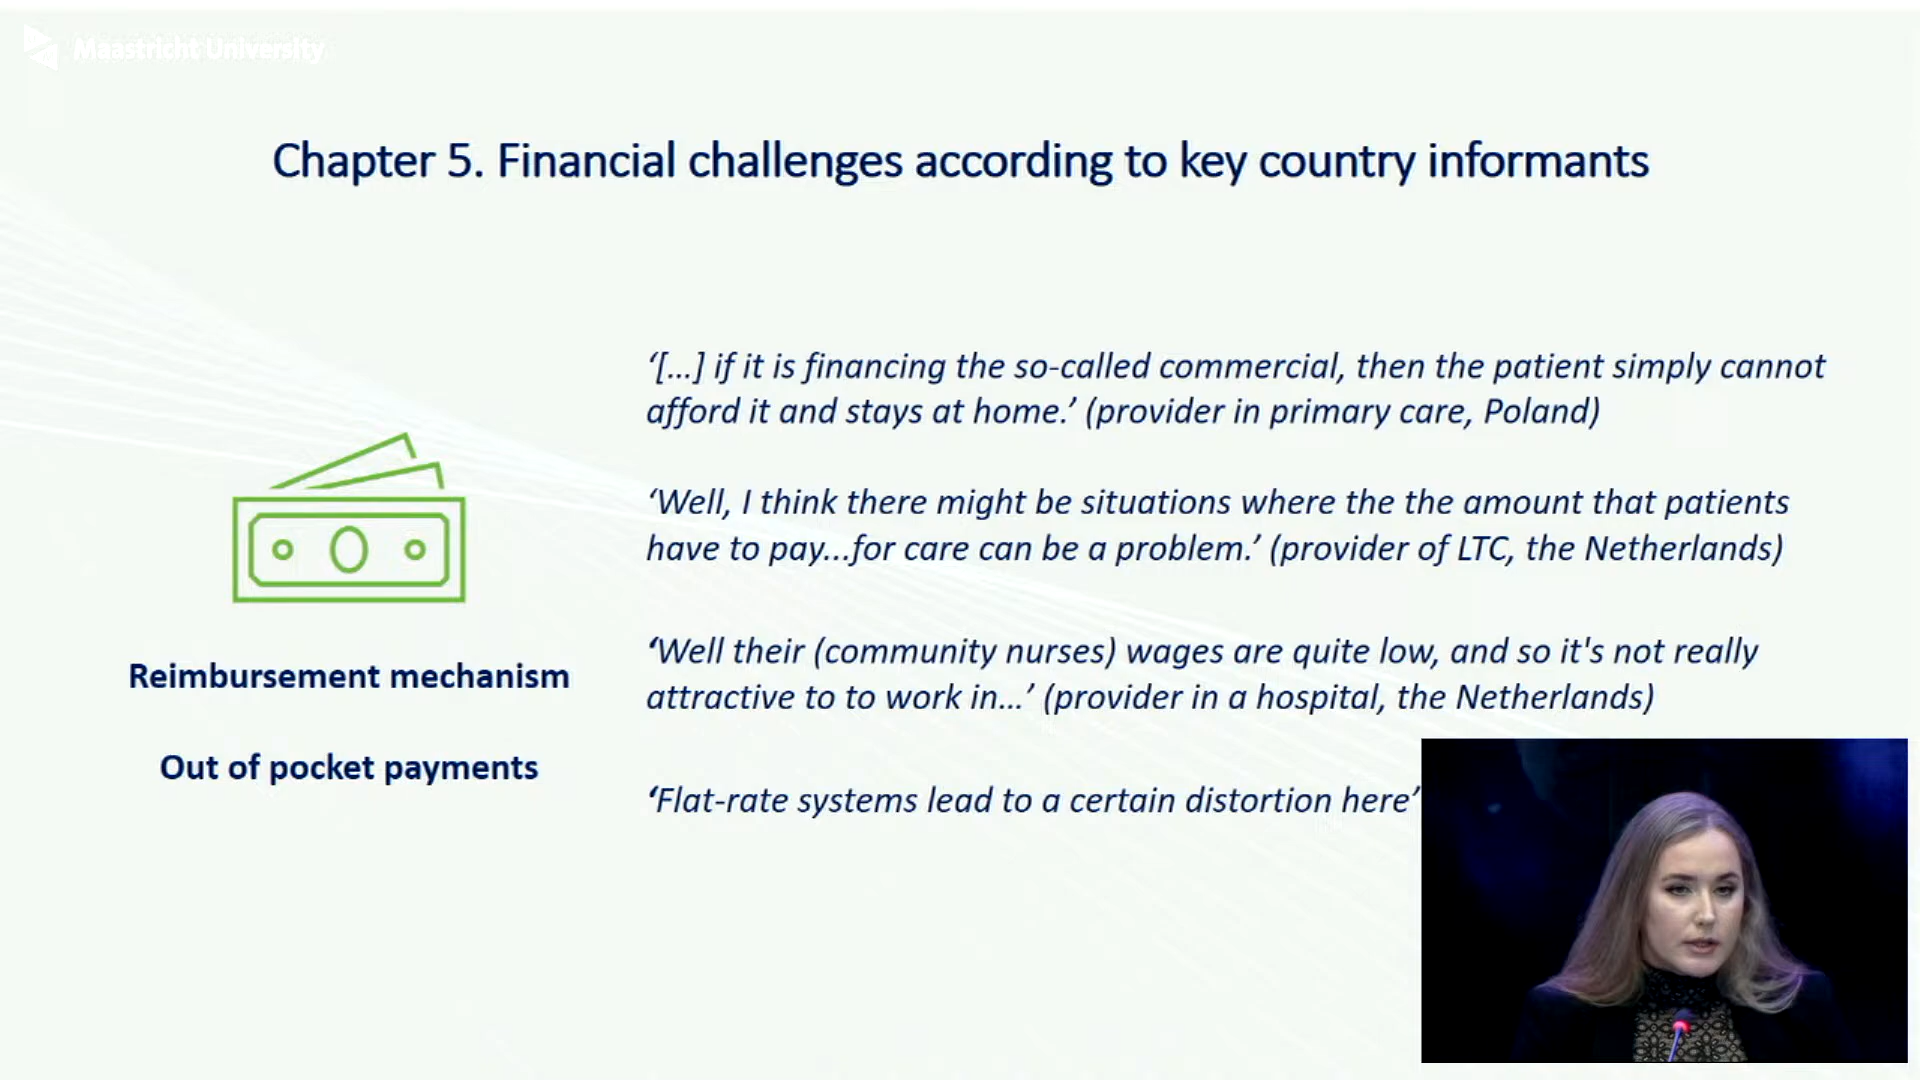 Maastricht University
Chapter 5. Financial challenges according to key country informants
‘[…] if it is financing the so-called commercial, then the patient simply cannot
afford it and stays at home.’ (provider in primary care, Poland)
‘Well, I think there might be situations where the the amount that patients
have to pay...for care can be a problem.’ (provider of LTC, the Netherlands)
‘Well their (community nurses) wages are quite low, and so it's not really
attractive to to work in…’ (provider in a hospital, the Netherlands)
‘Flat-rate systems lead to a certain distortion here’
Reimbursement mechanism
Out of pocket payments